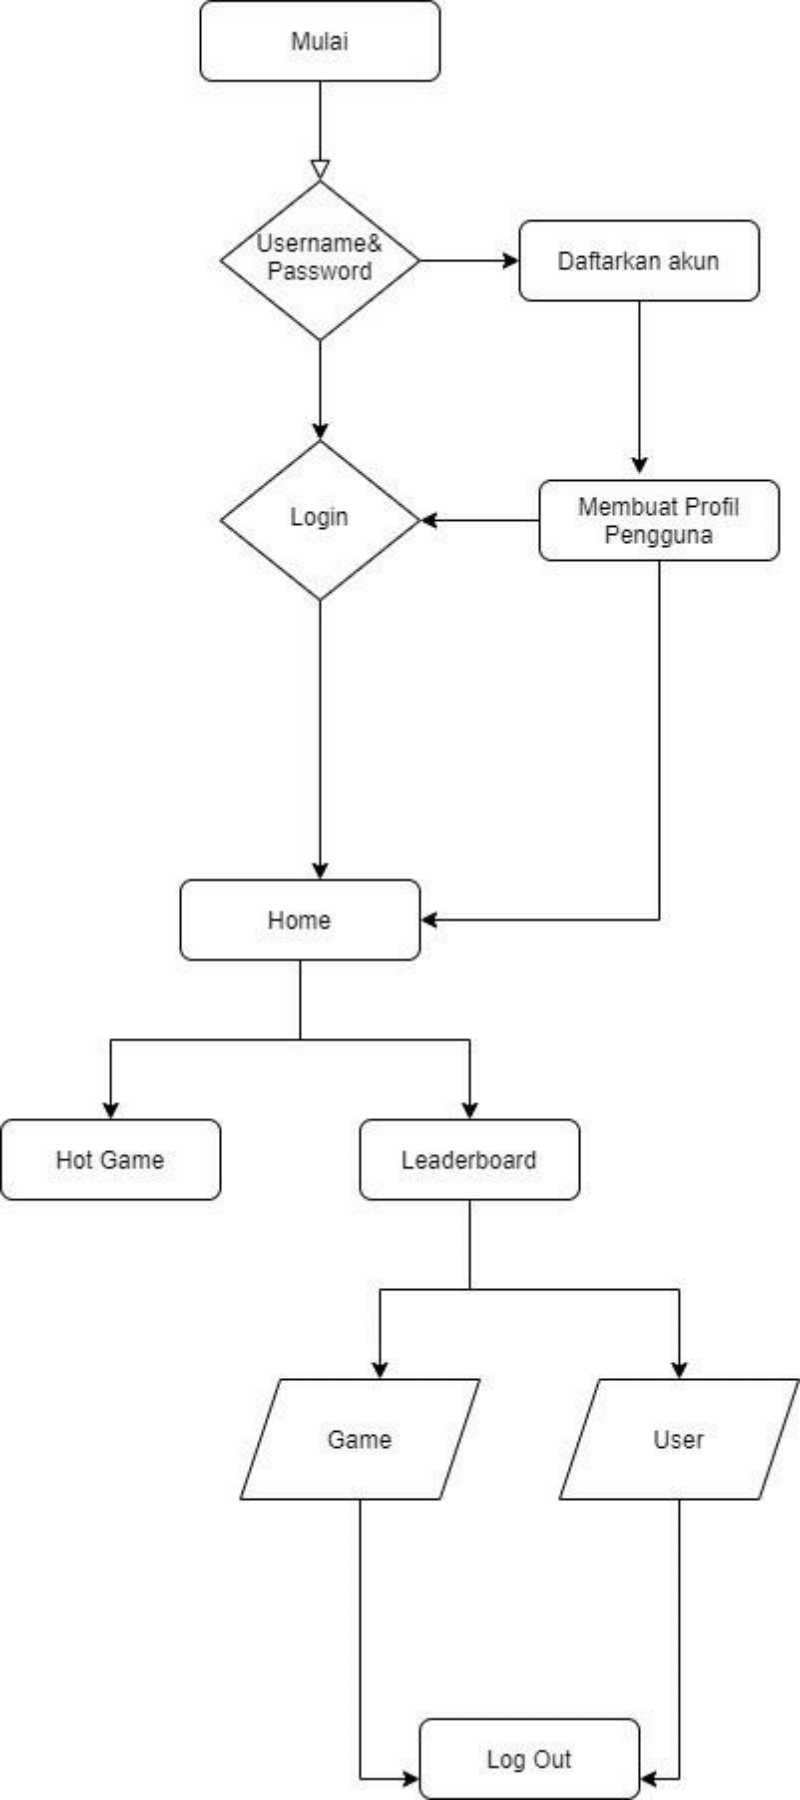 Mulai
Username&
Password
Daftarkan akun
Login
Membuat Profil
Pengguna
Home
Hot Game
Leaderboard
Game
User
Log Out